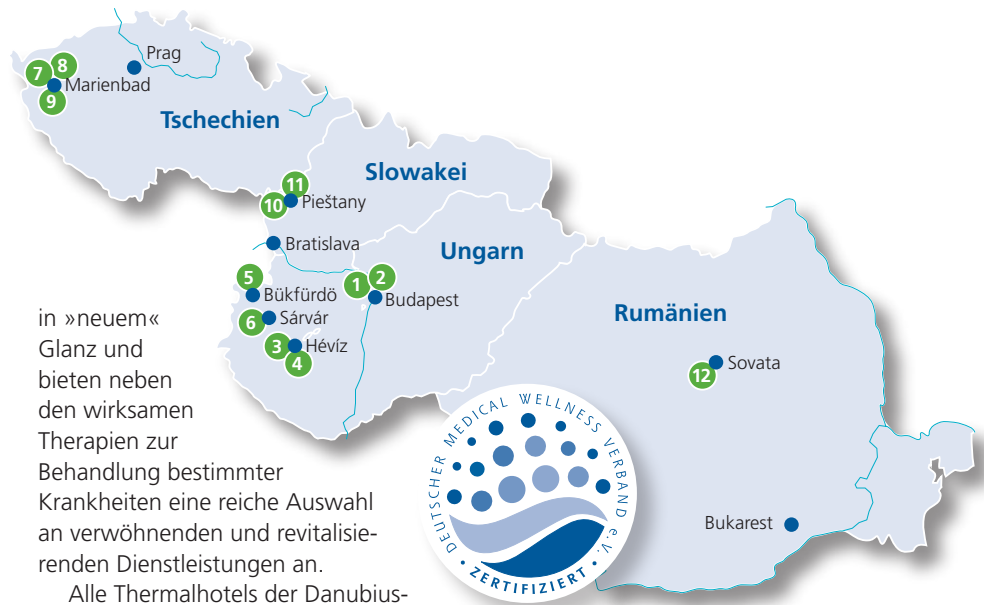 Prag
7
8
Marienbad
9
Tschechien
Slowakei
11
10
Pieštany
Bratislava
Ungarn
5
Bükfürdö
1
2
Budapest
6
Sárvár
3
Hévíz
4
Rumänien
Sovata
12
Bukarest
in »neuem«
Glanz und
bieten neben
den wirksamen
Therapien zur
Behandlung bestimmter
Krankheiten eine reiche Auswahl
an verwöhnenden und revitalisie-
renden Dienstleistungen an.
Alle Thermalhotels der Danubius-
DEUTSCHER MEDICAL WELLNESS VERBAND e.V.
• ZERTIFIZIERT •